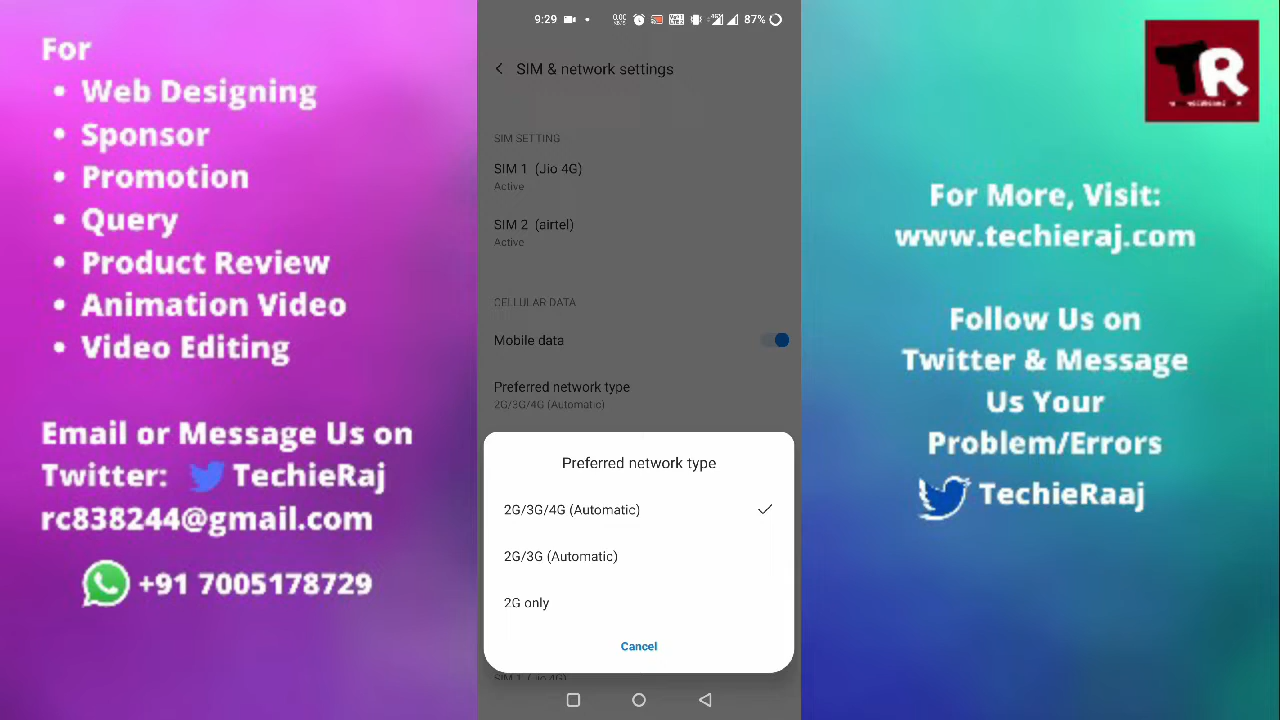 For
• Web Designing
• Sponsor
• Promotion
• Query
• Product Review
• Animation Video
• Video Editing
Email or Message Us on
Twitter: TechieRaj
rc838244@gmail.com
+91 7005178729
9:29
87%
SIM & network settings
SIM SETTING
SIM 1 (Jio 4G)
Active
SIM 2 (airtel)
Active
CELLULAR DATA
Mobile data
Preferred network type
2G/3G/4G (Automatic)
Preferred network type
2G/3G/4G (Automatic)
2G/3G (Automatic)
2G only
Cancel
TR
For More, Visit:
www.techieraj.com
Follow Us on
Twitter & Message
Us Your
Problem/Errors
TechieRaaj